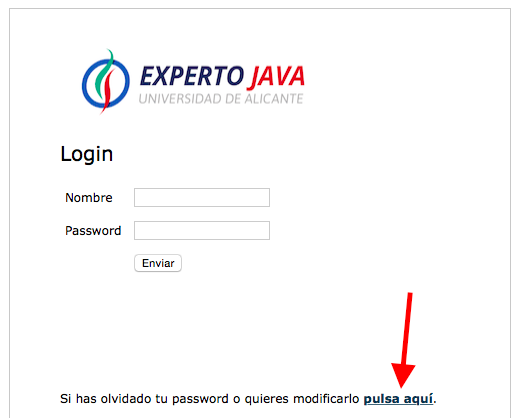 EXPERTO JAVA
UNIVERSIDAD DE ALICANTE
Login
Nombre
Password
Enviar
Si has olvidado tu password o quieres modificarlo pulsa aquí.